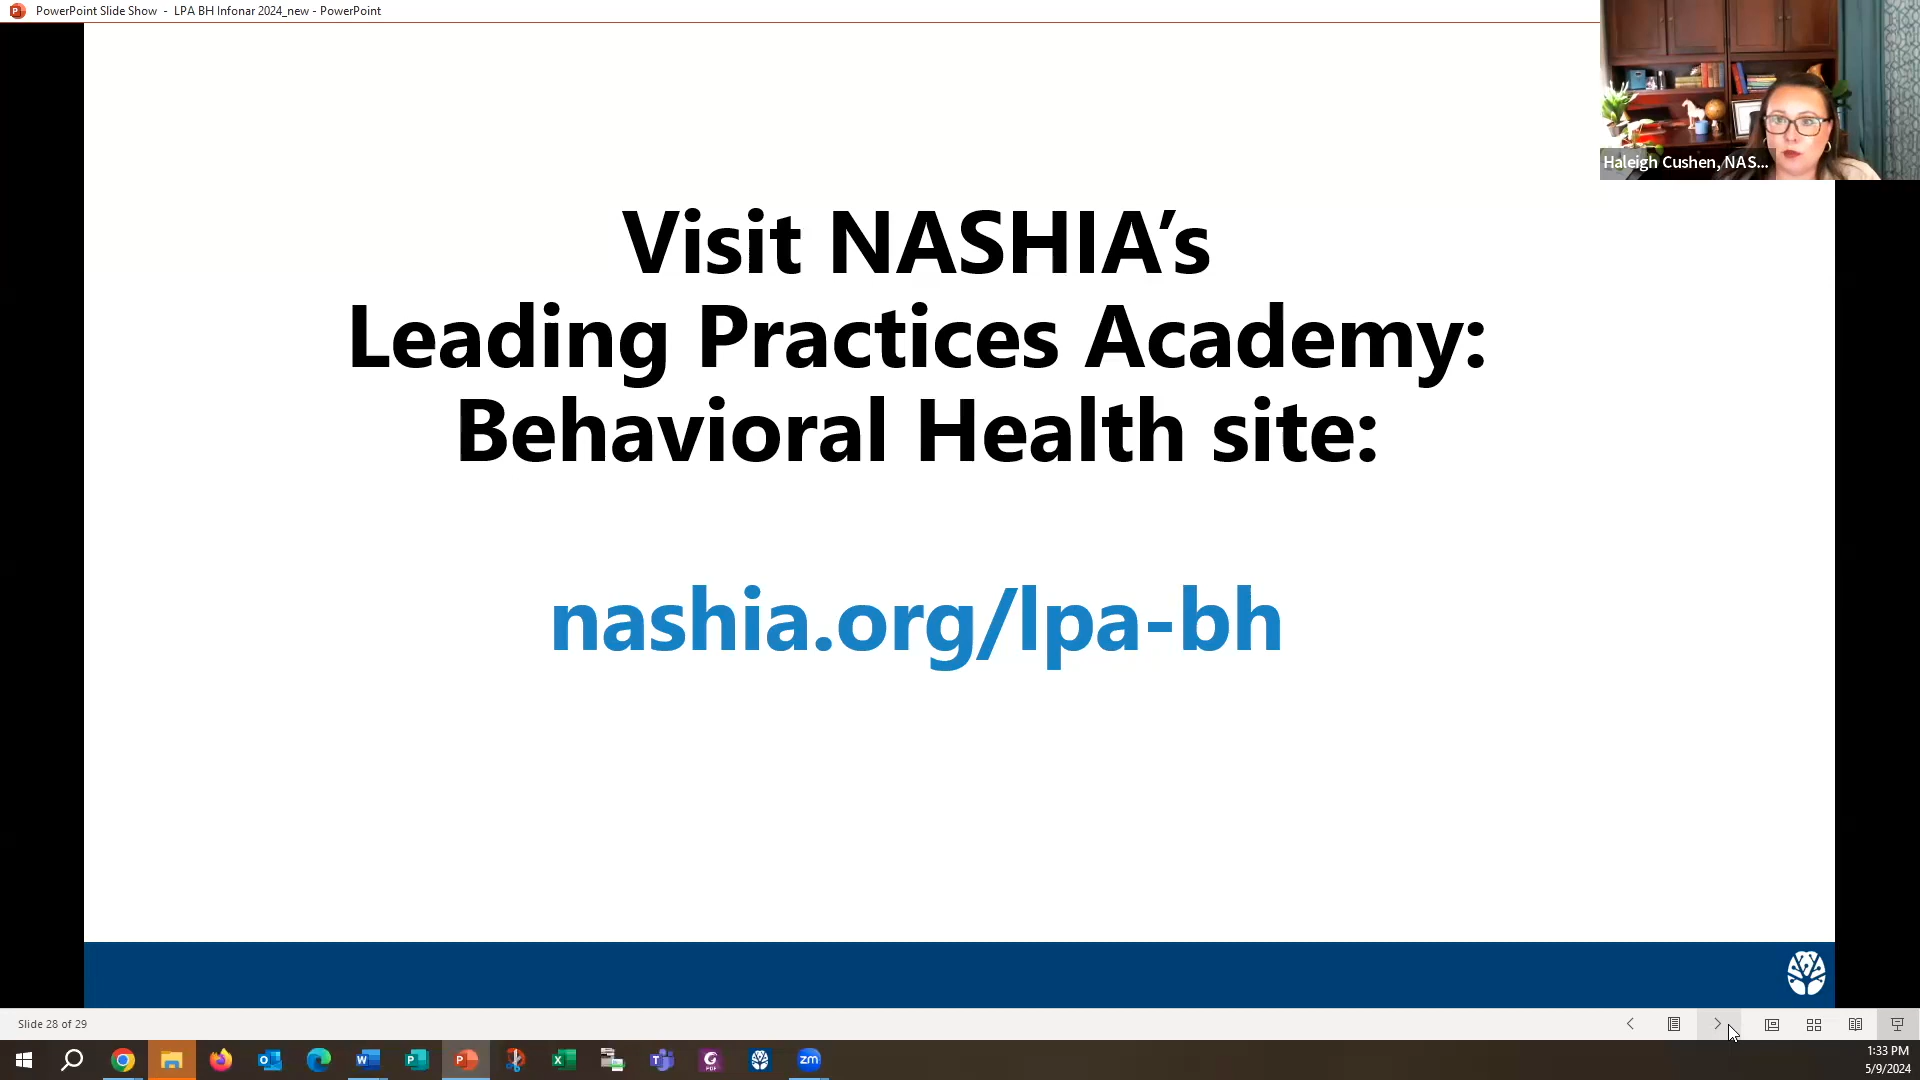 PowerPoint Slide Show - LPA BH Infonar 2024_new - PowerPoint
Haleigh Cushen, NAS...
Visit NASHIA’s
Leading Practices Academy:
Behavioral Health site:
nashia.org/lpa-bh
Slide 28 of 29
zm
1:33 PM
5/9/2024